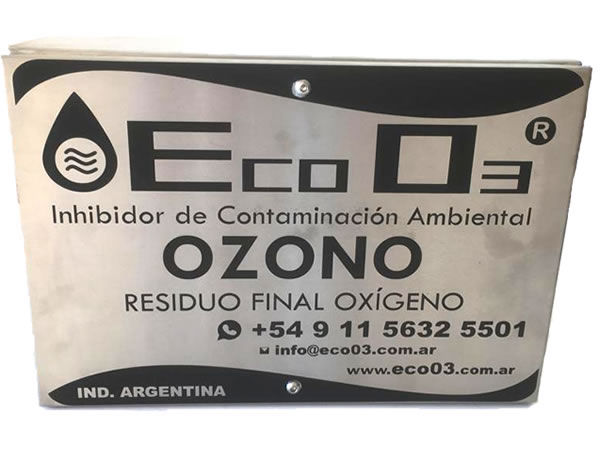 Eco O3 ®
Inhibidor de Contaminación Ambiental
OZONO
RESIDUO FINAL OXÍGENO
+54 9 11 5632 5501
info@eco03.com.ar
www.eco03.com.ar
IND. ARGENTINA